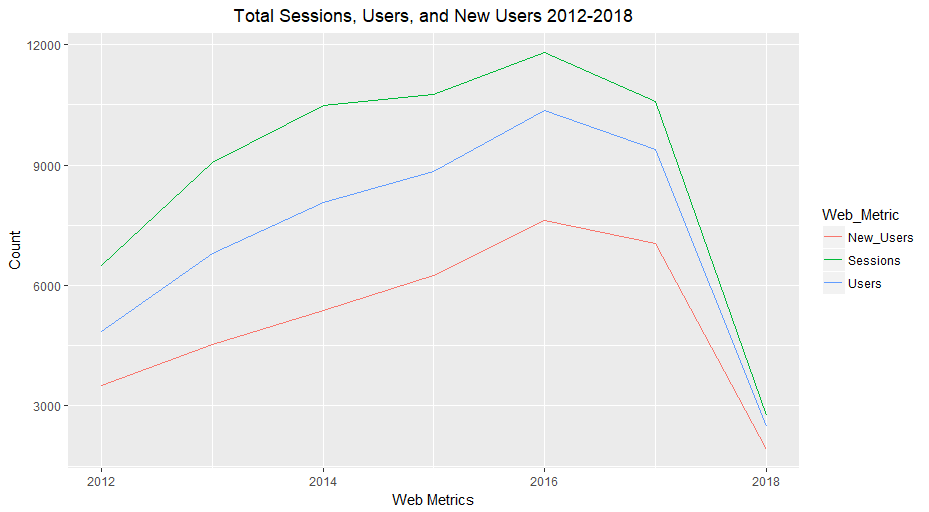 Total Sessions, Users, and New Users 2012-2018
12000
9000
6000
3000
Count
2012
2014
2016
2018
Web Metrics
Web_Metric
New_Users
Sessions
Users